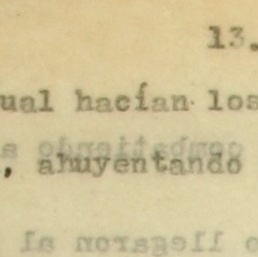 13.
ual hacían los
, ahuyentando